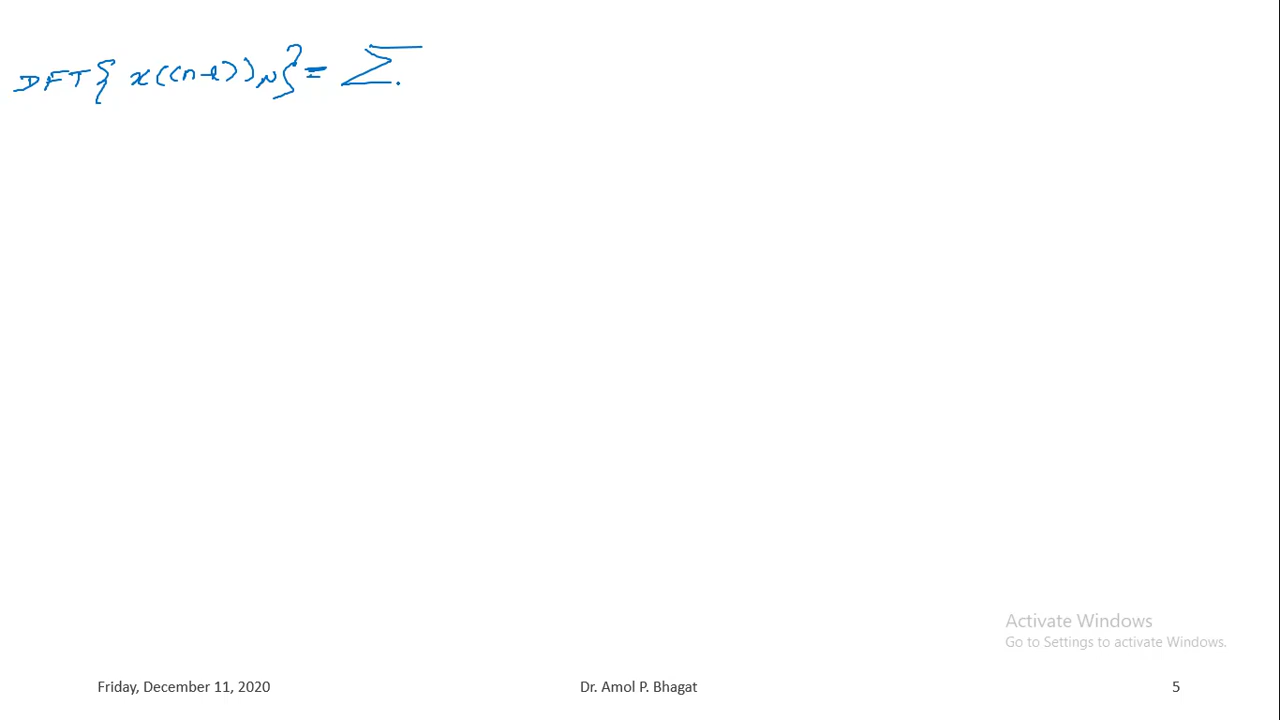 DFT{ x((n-l))N} = Σ
Activate Windows
Go to Settings to activate Windows.
Friday, December 11, 2020
Dr. Amol P. Bhagat
5